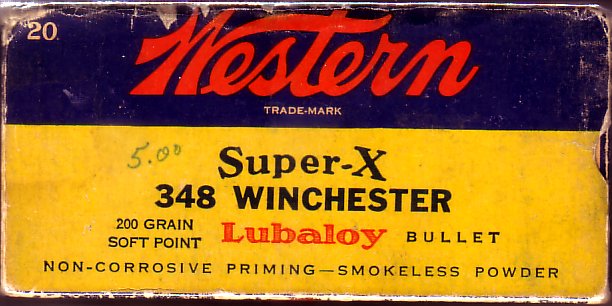 20
Western
TRADE-MARK
5.00
Super-X
348 WINCHESTER
200 GRAIN
SOFT POINT
Lubaloy BULLET
NON-CORROSIVE PRIMING—SMOKELESS POWDER